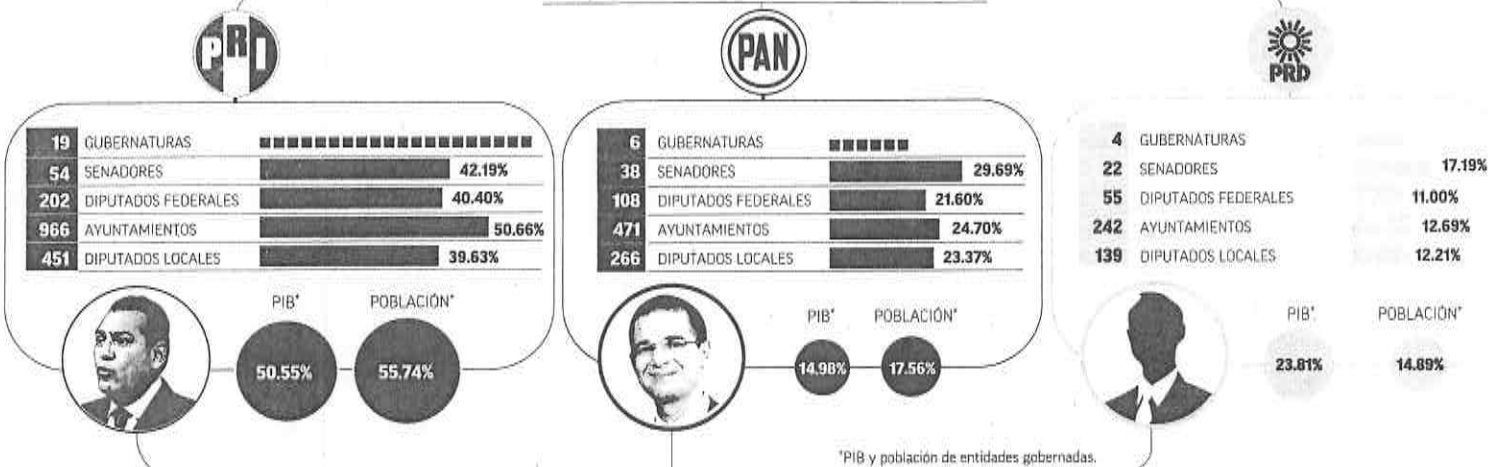 PRI
19 GUBERNATURAS
54 SENADORES 42.19%
202 DIPUTADOS FEDERALES 40.40%
966 AYUNTAMIENTOS 50.66%
451 DIPUTADOS LOCALES 39.63%
PIB* POBLACIÓN*
50.55% 55.74%
PAN
6 GUBERNATURAS
38 SENADORES 29.69%
108 DIPUTADOS FEDERALES 21.60%
471 AYUNTAMIENTOS 24.70%
266 DIPUTADOS LOCALES 23.37%
PIB* POBLACIÓN*
14.98% 17.56%
PRD
4 GUBERNATURAS
22 SENADORES 17.19%
55 DIPUTADOS FEDERALES 11.00%
242 AYUNTAMIENTOS 12.69%
139 DIPUTADOS LOCALES 12.21%
PIB* POBLACIÓN*
23.81% 14.89%
*PIB y población de entidades gobernadas.